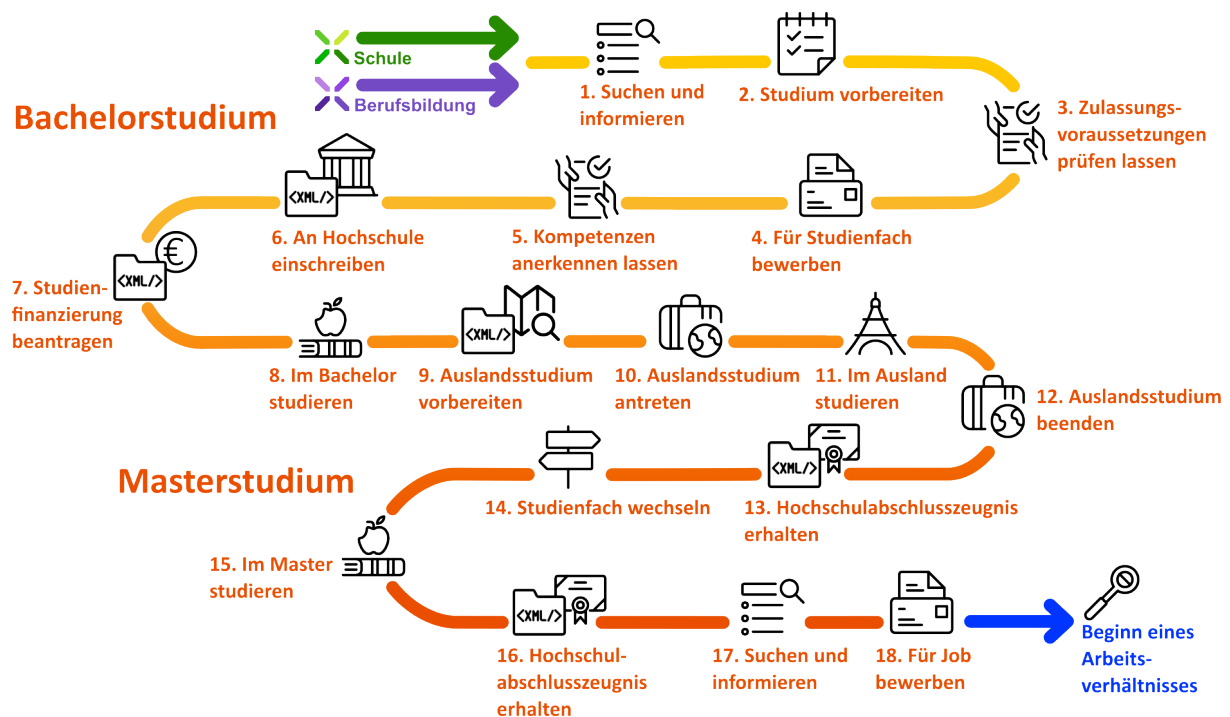 Schule
Berufsbildung
Bachelorstudium
1. Suchen und
informieren
2. Studium vorbereiten
3. Zulassungs-
voraussetzungen
prüfen lassen
4. Für Studienfach
bewerben
5. Kompetenzen
anerkennen lassen
<XML/>
6. An Hochschule
einschreiben
<XML/>
7. Studien-
finanzierung
beantragen
8. Im Bachelor
studieren
<XML/>
9. Auslandsstudium
vorbereiten
10. Auslandsstudium
antreten
11. Im Ausland
studieren
12. Auslandsstudium
beenden
<XML/>
13. Hochschulabschlusszeugnis
erhalten
14. Studienfach wechseln
Masterstudium
15. Im Master
studieren
<XML/>
16. Hochschul-
abschlusszeugnis
erhalten
17. Suchen und
informieren
18. Für Job
bewerben
Beginn eines
Arbeits-
verhältnisses